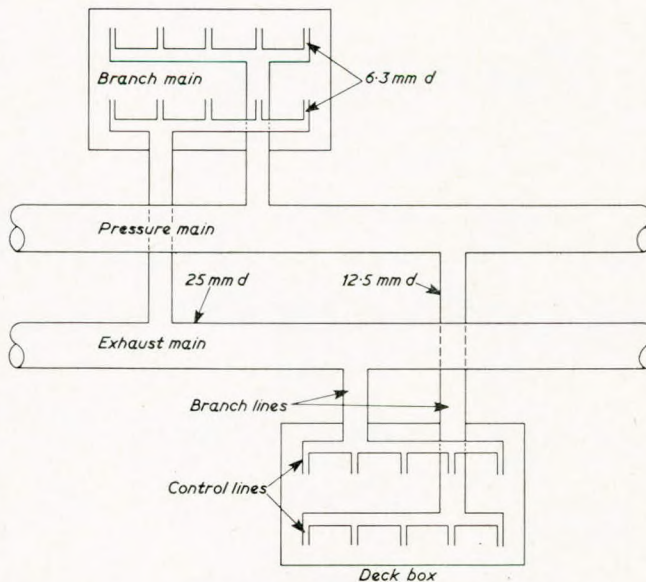 Branch main
6·3 mm d
Pressure main
25 mm d
12·5 mm d
Exhaust main
Branch lines
Control lines
Deck box